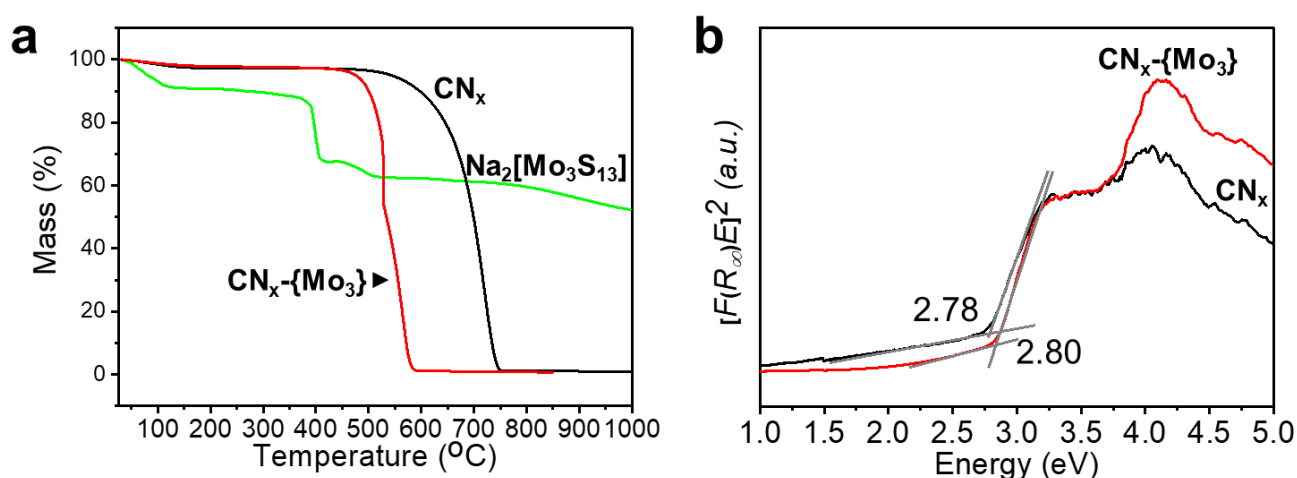 a
Mass (%)
100
80
60
40
20
0
CNₓ
Na₂[Mo₃S₁₃]
CNₓ-{Mo₃}
100 200 300 400 500 600 700 800 900 1000
Temperature (ᴼC)
b
[F(R∞)E]² (a.u.)
CNₓ-{Mo₃}
CNₓ
2.78
2.80
1.0 1.5 2.0 2.5 3.0 3.5 4.0 4.5 5.0
Energy (eV)